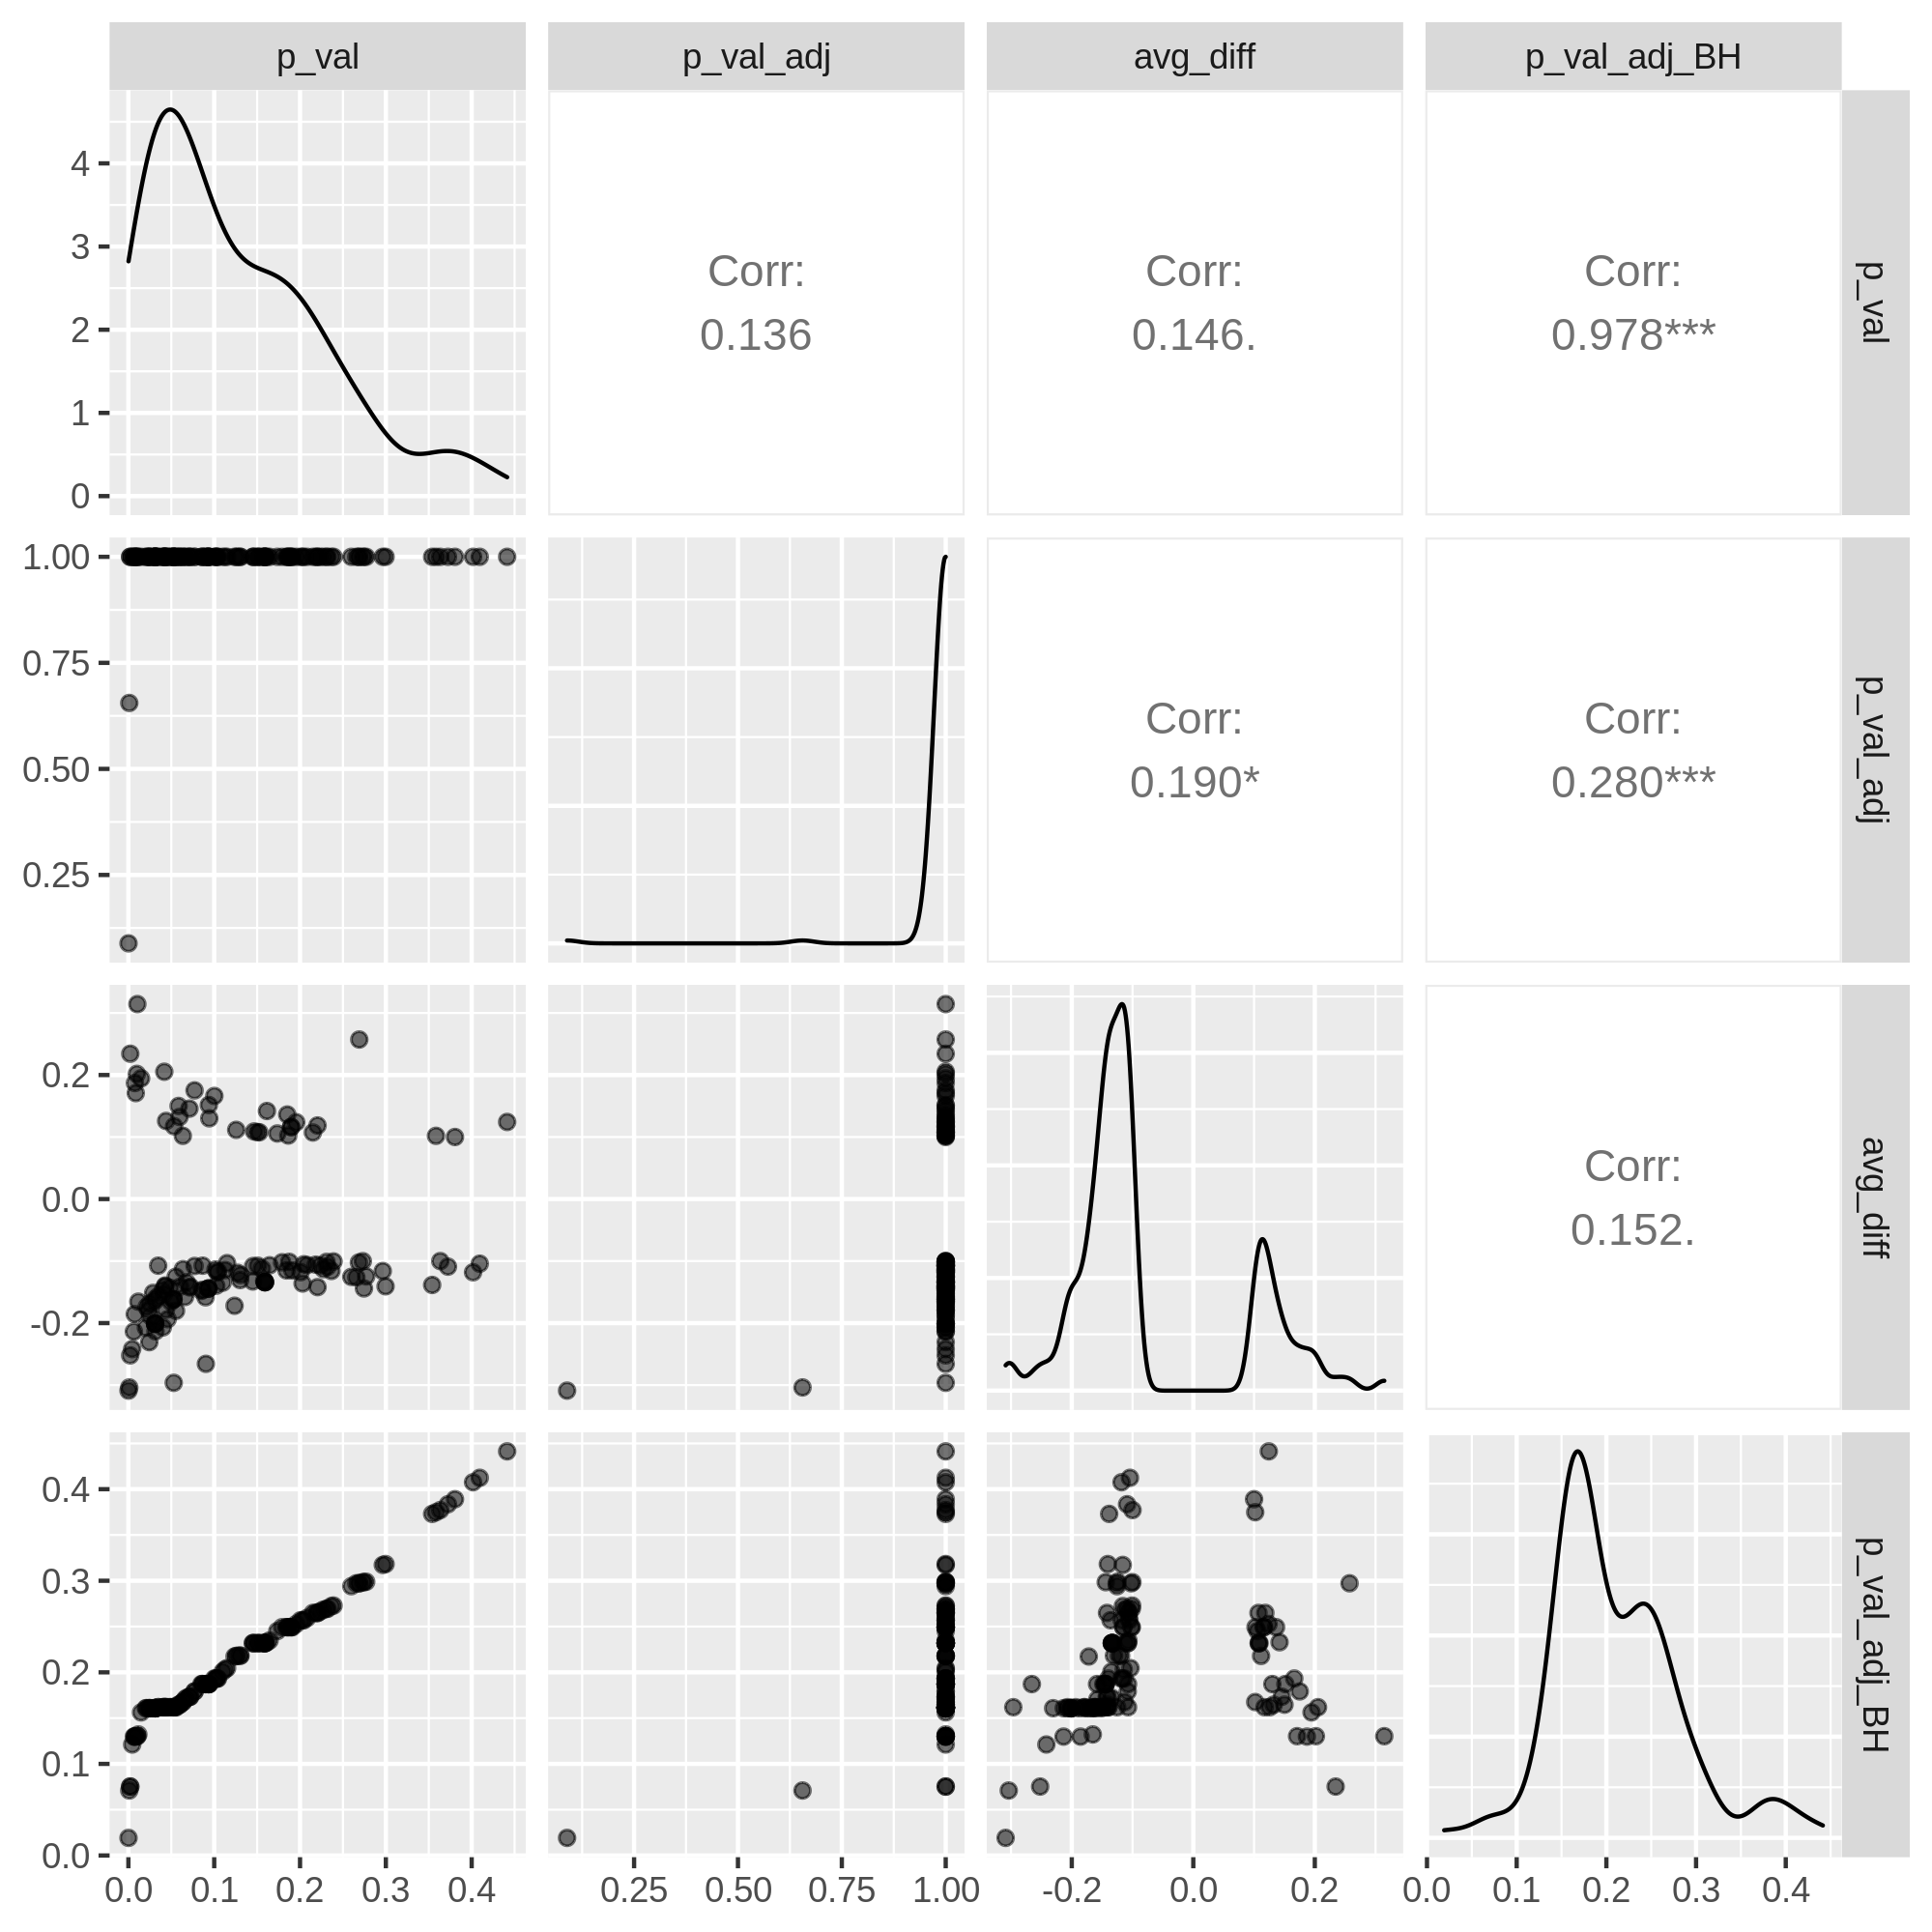 p_val p_val_adj avg_diff p_val_adj_BH
4
3
2
1
0
Corr:
0.136
Corr:
0.146.
Corr:
0.978***
p_val
1.00
0.75
0.50
0.25
Corr:
0.190*
Corr:
0.280***
p_val_adj
0.2
0.0
-0.2
Corr:
0.152.
avg_diff
0.4
0.3
0.2
0.1
0.0
p_val_adj_BH
0.0 0.1 0.2 0.3 0.4 0.25 0.50 0.75 1.00 -0.2 0.0 0.2 0.0 0.1 0.2 0.3 0.4